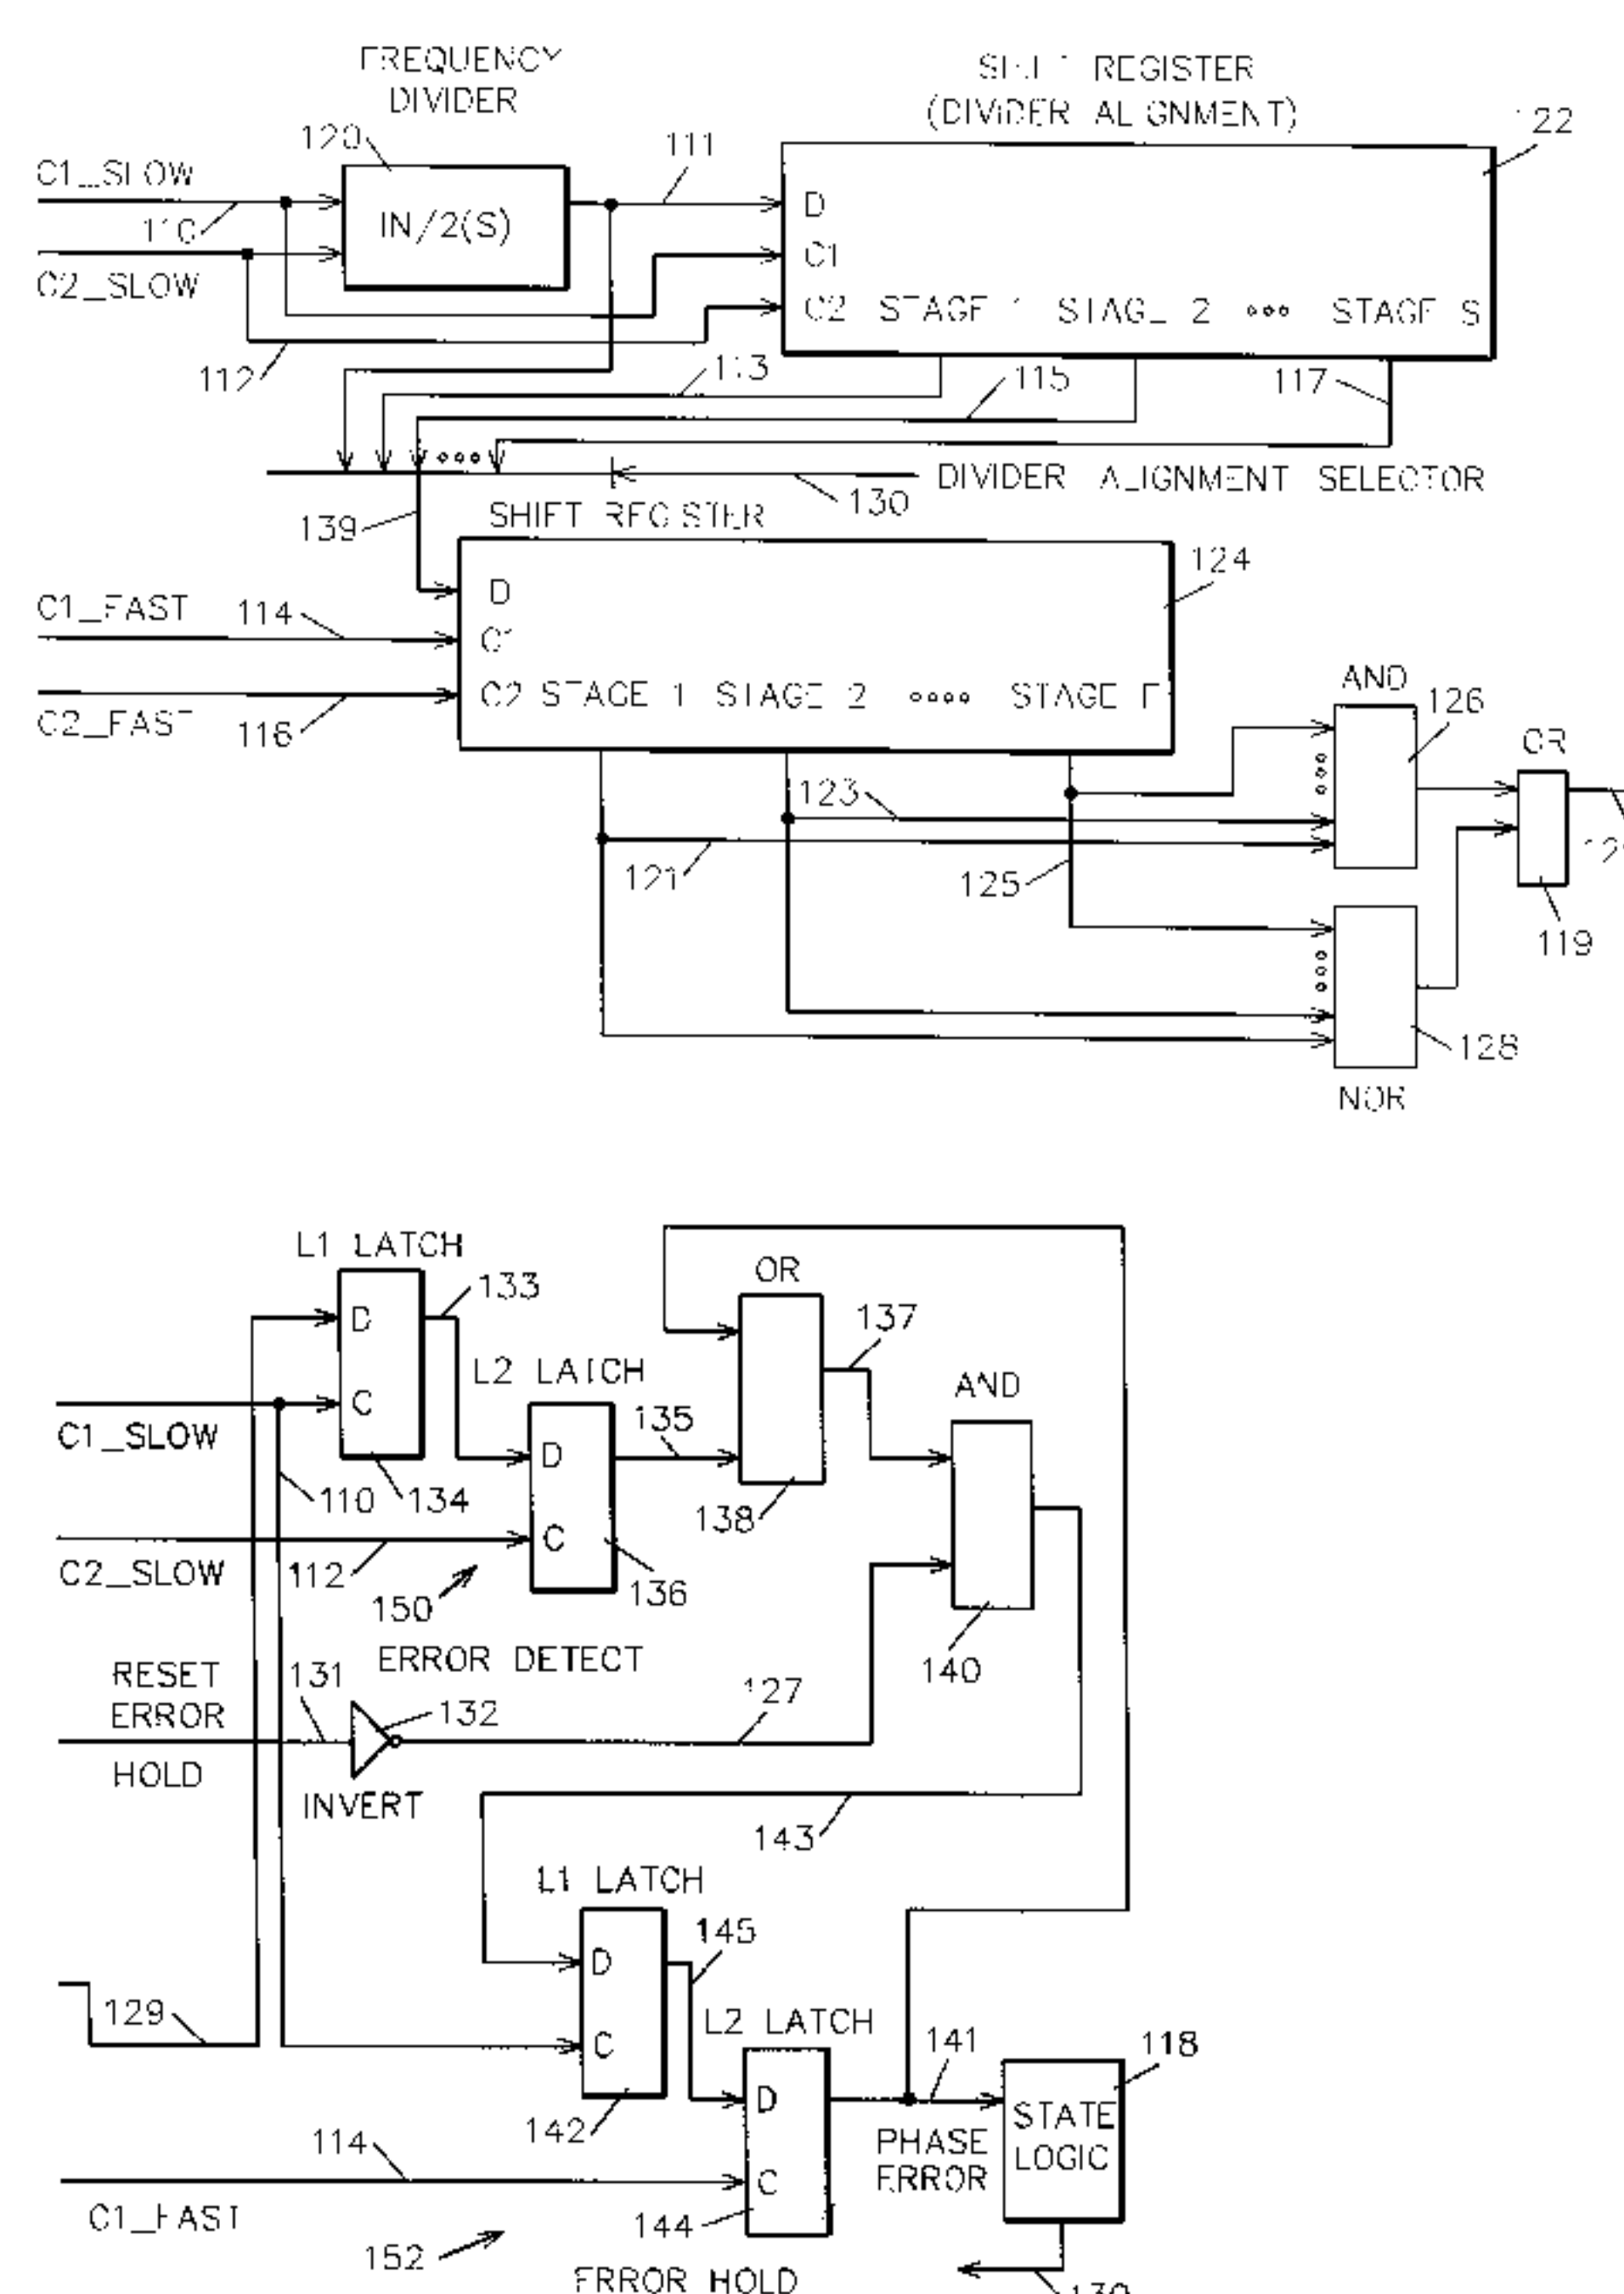 FREQUENCY
DIVIDER
REGISTER
(DIVIDER ALIGNMENT)
120
111
122
C1_SLOW
110
IN/2(S)
D
C1
C2_SLOW
C2 STAGE 1 STAGE 2 STAGE S
112
113
115
117
DIVIDER ALIGNMENT SELECTOR
130
139
SHIFT REGISTER
124
D
C1_FAST
114
C1
C2 STAGE 1 STAGE 2 STAGE F
C2_FAST
116
AND
126
OR
123
121
125
119
128
NOR
L1 LATCH
133
OR
137
D
L2 LATCH
AND
C
135
C1_SLOW
D
110
134
138
C
C2_SLOW
112
150
136
ERROR DETECT
140
RESET
ERROR
131
132
127
HOLD
INVERT
143
L1 LATCH
145
D
129
L2 LATCH
141
118
C
D
STATE
LOGIC
142
PHASE
ERROR
114
C
C1_FAST
144
152
ERROR HOLD
130